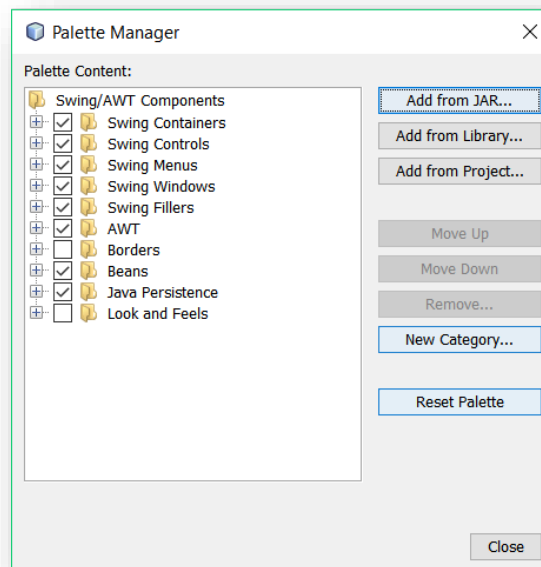 Palette Manager
Palette Content:
Swing/AWT Components
Swing Containers
Swing Controls
Swing Menus
Swing Windows
Swing Fillers
AWT
Borders
Beans
Java Persistence
Look and Feels
Add from JAR...
Add from Library...
Add from Project...
Move Up
Move Down
Remove...
New Category...
Reset Palette
Close